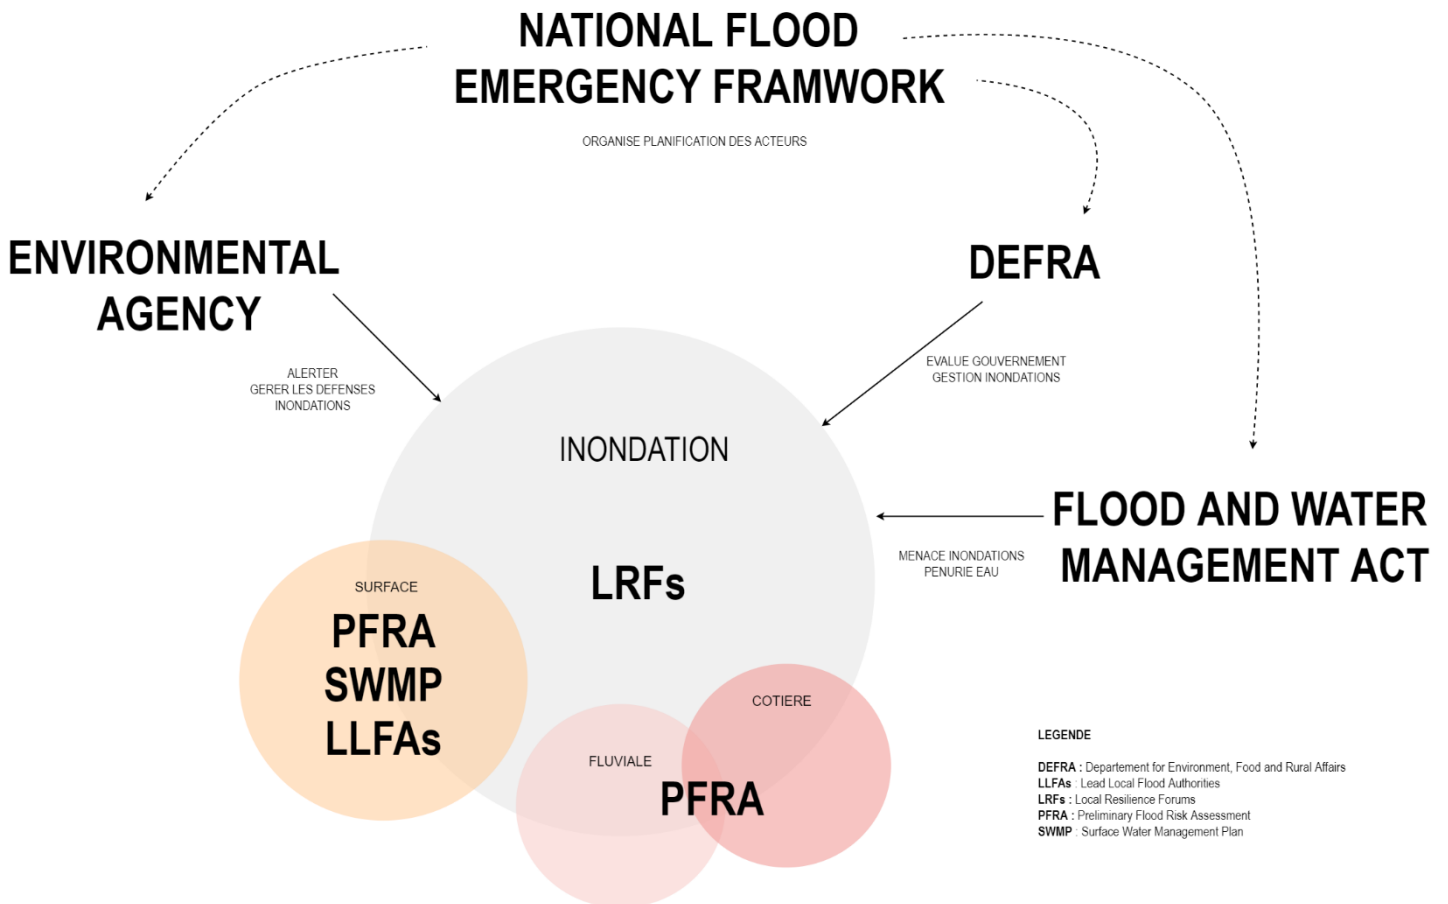 NATIONAL FLOOD
EMERGENCY FRAMWORK
ORGANISE PLANIFICATION DES ACTEURS
ENVIRONMENTAL
AGENCY
DEFRA
ALERTER
GERER LES DEFENSES
INONDATIONS
EVALUE GOUVERNEMENT
GESTION INONDATIONS
INONDATION
FLOOD AND WATER
MANAGEMENT ACT
MENACE INONDATIONS
PENURIE EAU
LRFs
SURFACE
PFRA
SWMP
LLFAs
COTIERE
FLUVIALE
PFRA
LEGENDE
DEFRA : Departement for Environment, Food and Rural Affairs
LLFAs : Lead Local Flood Authorities
LRFs : Local Resilience Forums
PFRA : Preliminary Flood Risk Assessment
SWMP : Surface Water Management Plan